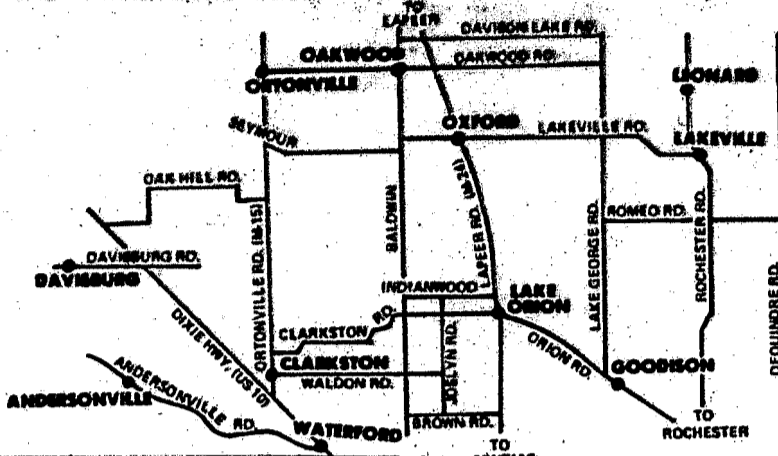 TO
LAPEER
DAVISON LAKE RD.
OAKWOOD
OAKWOOD RD.
ORTONVILLE
LEONARD
SEYMOUR
OXFORD
LAKEVILLE RD.
LAKEVILLE
OAK HILL RD.
ORTONVILLE RD. (M-15)
BALDWIN
LAPEER RD. (M-24)
LAKE GEORGE RD.
ROMEO RD.
ROCHESTER RD.
DEQUINDRE RD.
DAVISBURG RD.
DAVISBURG
DIXIE HWY. (US 10)
INDIANWOOD
LAKE
ORION
CLARKSTON RD.
JOSLYN RD.
ORION RD.
GOODISON
CLARKSTON
WALDON RD.
ANDERSONVILLE
ANDERSONVILLE RD.
WATERFORD
BROWN RD.
TO
ROCHESTER
TO